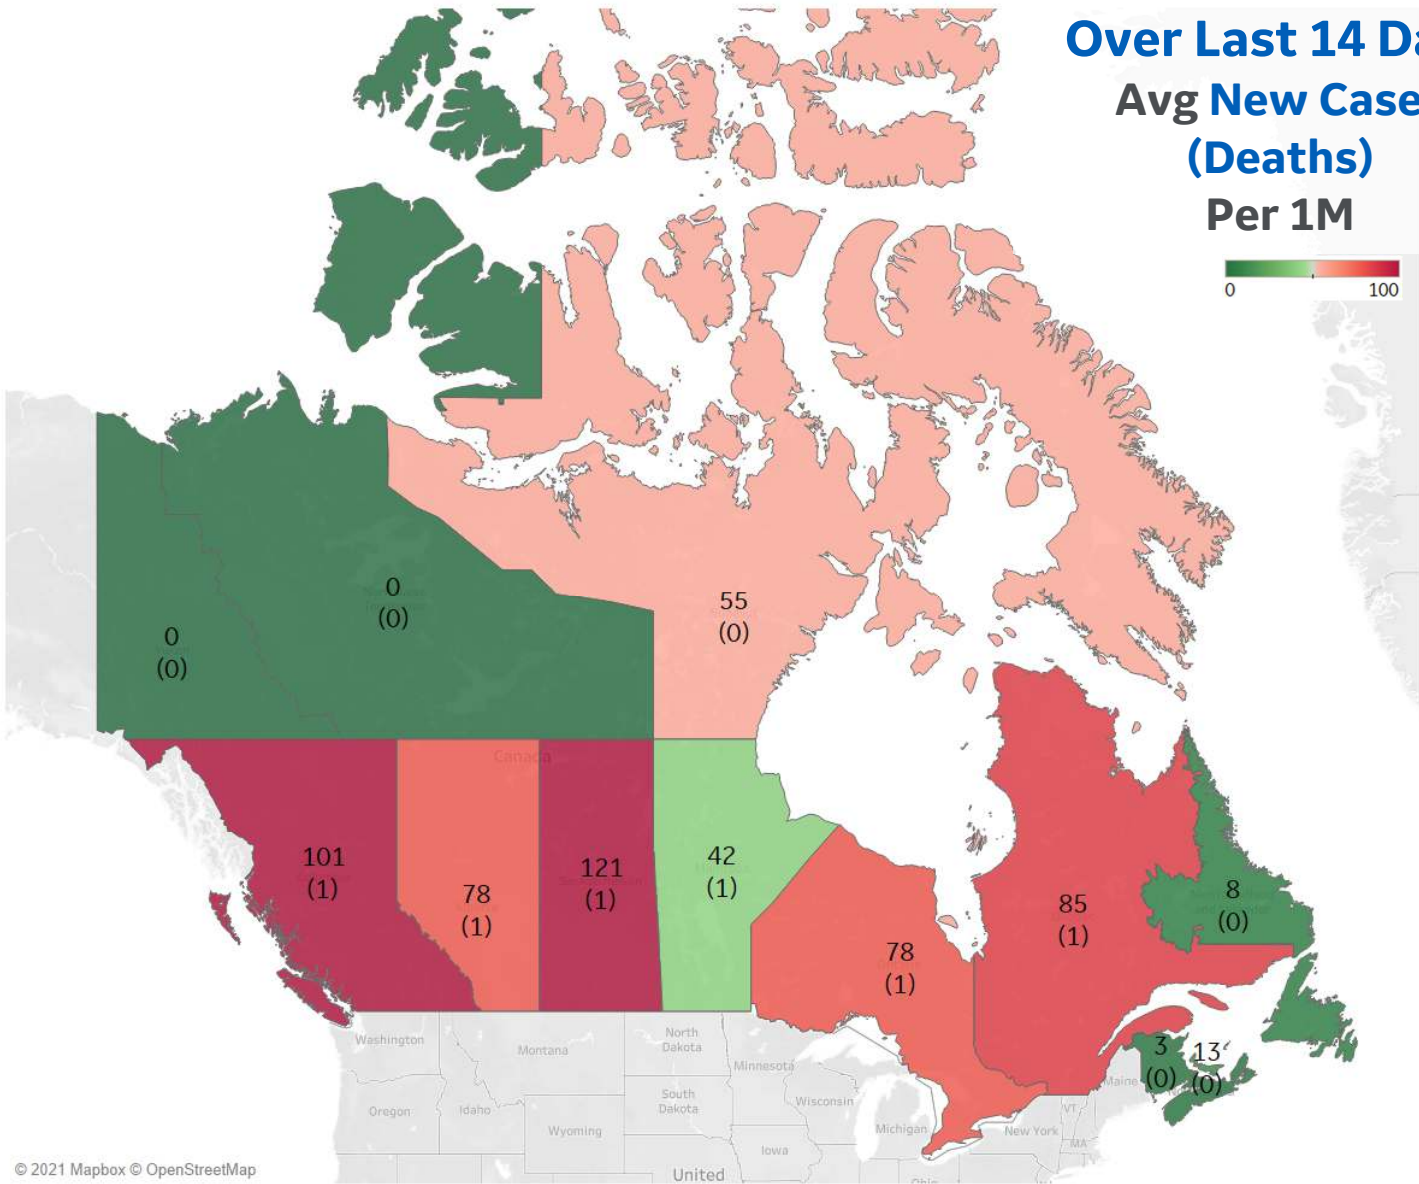 Over Last 14 Da
Avg New Case
(Deaths)
Per 1M
0 100
0
(0)
0
(0)
55
(0)
Canada
101
(1)
78
(1)
121
(1)
42
(1)
78
(1)
85
(1)
8
(0)
3
(0)
13
(0)
Washington
Montana
North
Dakota
Minnesota
Oregon
Idaho
South
Dakota
Wisconsin
Michigan
New York
VT
Maine
MA
Wyoming
Iowa
United
Ohio
© 2021 Mapbox © OpenStreetMap